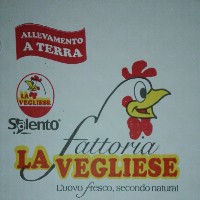 ALLEVAMENTO
A TERRA
LA
VEGLIESE
Salento
fattoria
LA VEGLIESE
L'uovo fresco, secondo natura!